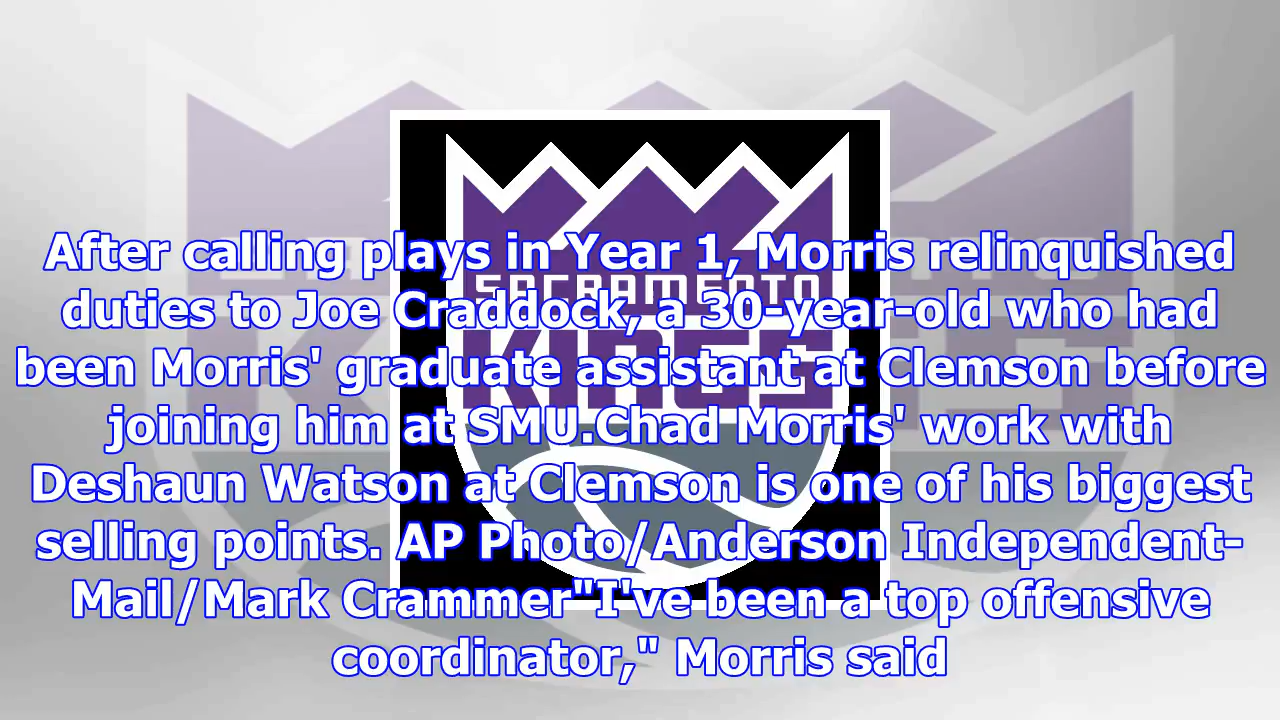 SACRAMENTO
KINGS
After calling plays in Year 1, Morris relinquished
duties to Joe Craddock, a 30-year-old who had
been Morris' graduate assistant at Clemson before
joining him at SMU.Chad Morris' work with
Deshaun Watson at Clemson is one of his biggest
selling points. AP Photo/Anderson Independent-
Mail/Mark Crammer"I've been a top offensive
coordinator," Morris said